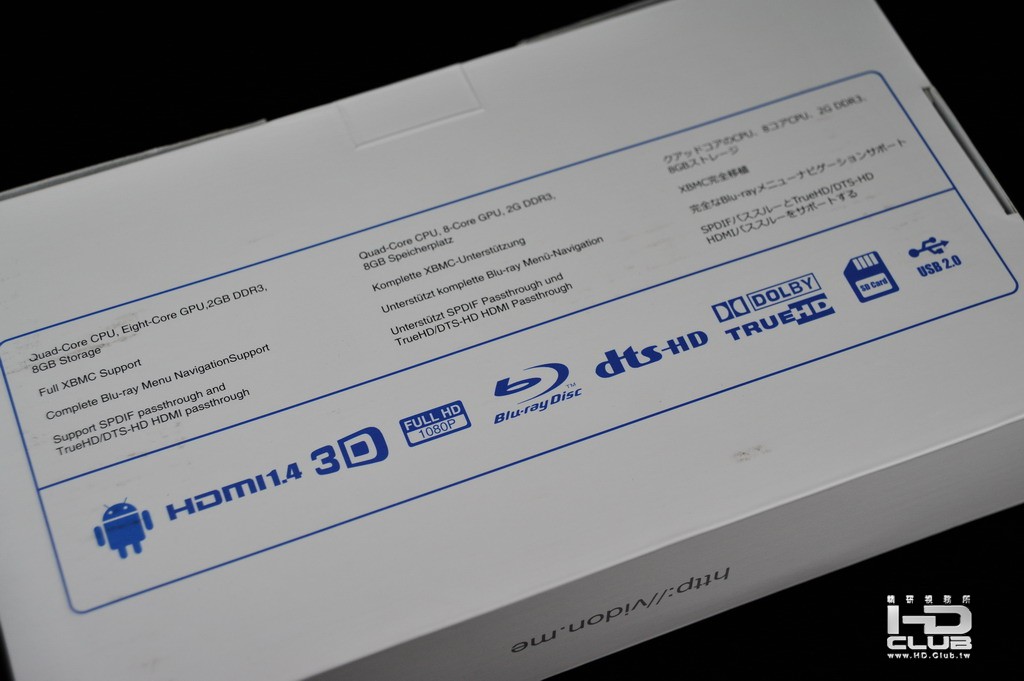 Quad-Core CPU, Eight-Core GPU,2GB DDR3,
8GB Storage
Full XBMC Support
Complete Blu-ray Menu NavigationSupport
Support SPDIF passthrough and
TrueHD/DTS-HD HDMI passthrough
Quad-Core CPU, 8-Core GPU, 2G DDR3,
8GB Speicherplatz
Komplette XBMC-Unterstützung
Unterstützt komplette Blu-ray Menü-Navigation
Unterstützt SPDIF Passthrough und
TrueHD/DTS-HD HDMI Passthrough
クアッドコアのCPU、8コアCPU、2G DDR3、
8GBストレージ
XBMC完全移植
完全なBlu-rayメニューナビゲーションサポート
SPDIFパススルーとTrueHD/DTS-HD
HDMIパススルーをサポートする
HDMI1.4
3D
FULL HD
1080P
Blu-ray Disc
TM
dts-HD
DOLBY
TRUEHD
SD Card
USB 2.0
http://vidon.me
精研視務所
HD
CLUB
www.HD.Club.tw